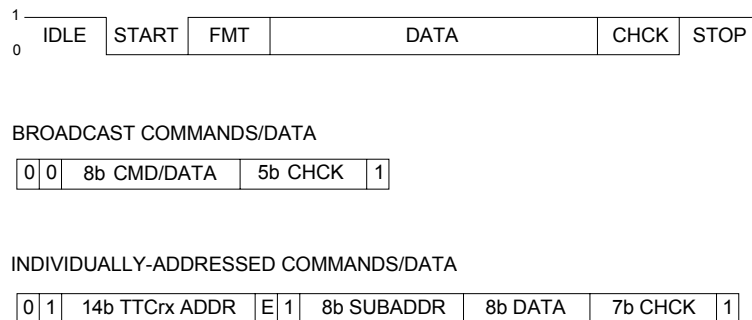 1
0
IDLE START FMT DATA CHCK STOP
BROADCAST COMMANDS/DATA
0 0 8b CMD/DATA 5b CHCK 1
INDIVIDUALLY-ADDRESSED COMMANDS/DATA
0 1 14b TTCrx ADDR E 1 8b SUBADDR 8b DATA 7b CHCK 1